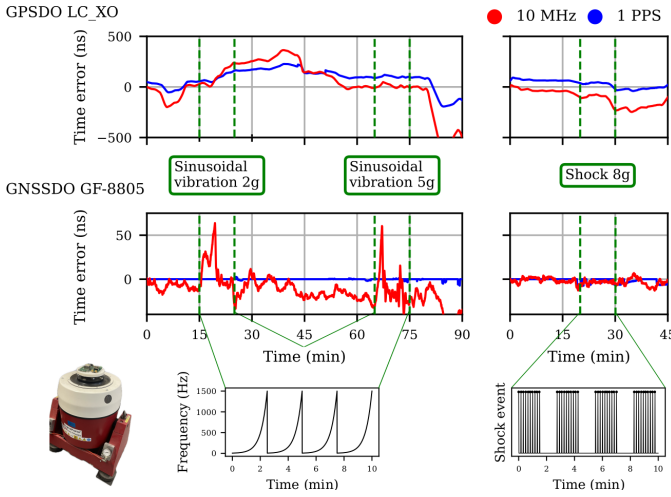 GPSDO LC_XO
10 MHz
1 PPS
Time error (ns)
500
0
−500
Sinusoidal
vibration 2g
Sinusoidal
vibration 5g
Shock 8g
GNSSDO GF-8805
Time error (ns)
50
0
0 15 30 45 60 75 90
Time (min)
0 15 30 45
Time (min)
Frequency (Hz)
1500
1000
500
0
0 2 4 6 8 10
Time (min)
Shock event
0 2 4 6 8 10
Time (min)